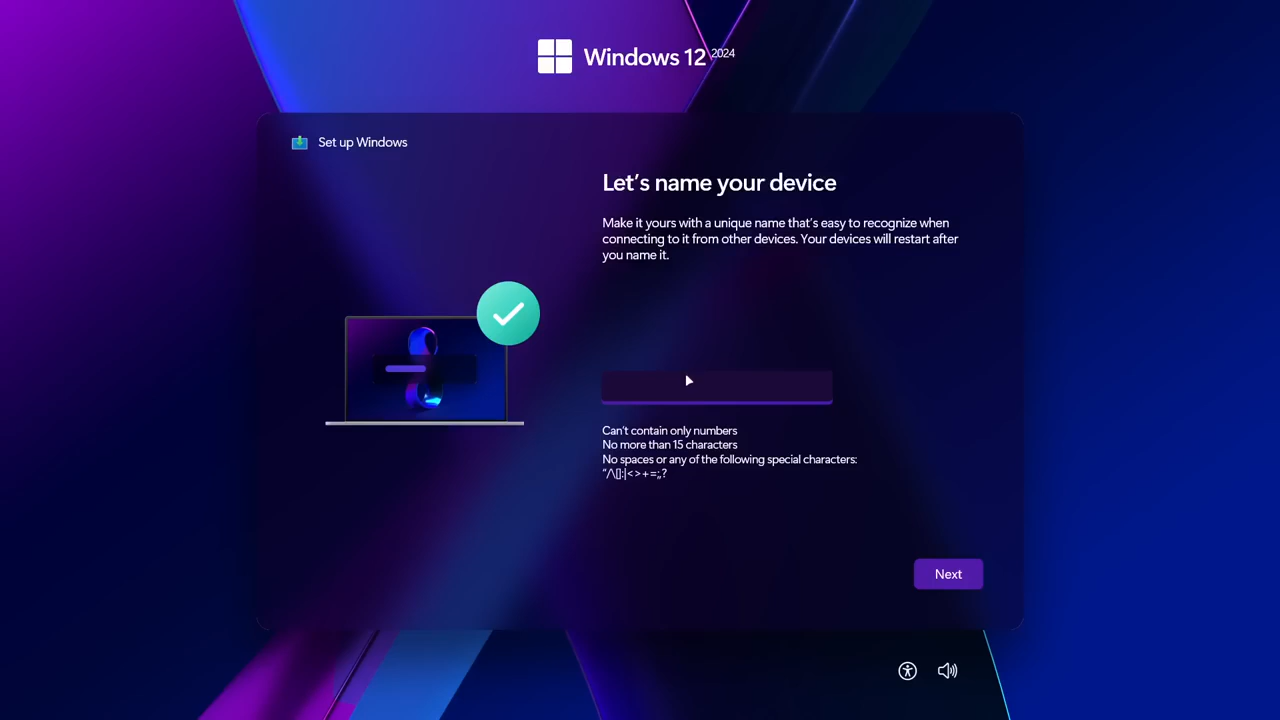 Windows 12 2024
Set up Windows
Let's name your device
Make it yours with a unique name that's easy to recognize when
connecting to it from other devices. Your devices will restart after
you name it.
Can't contain only numbers
No more than 15 characters
No spaces or any of the following special characters:
"/\[]:|<>+=;,?
Next